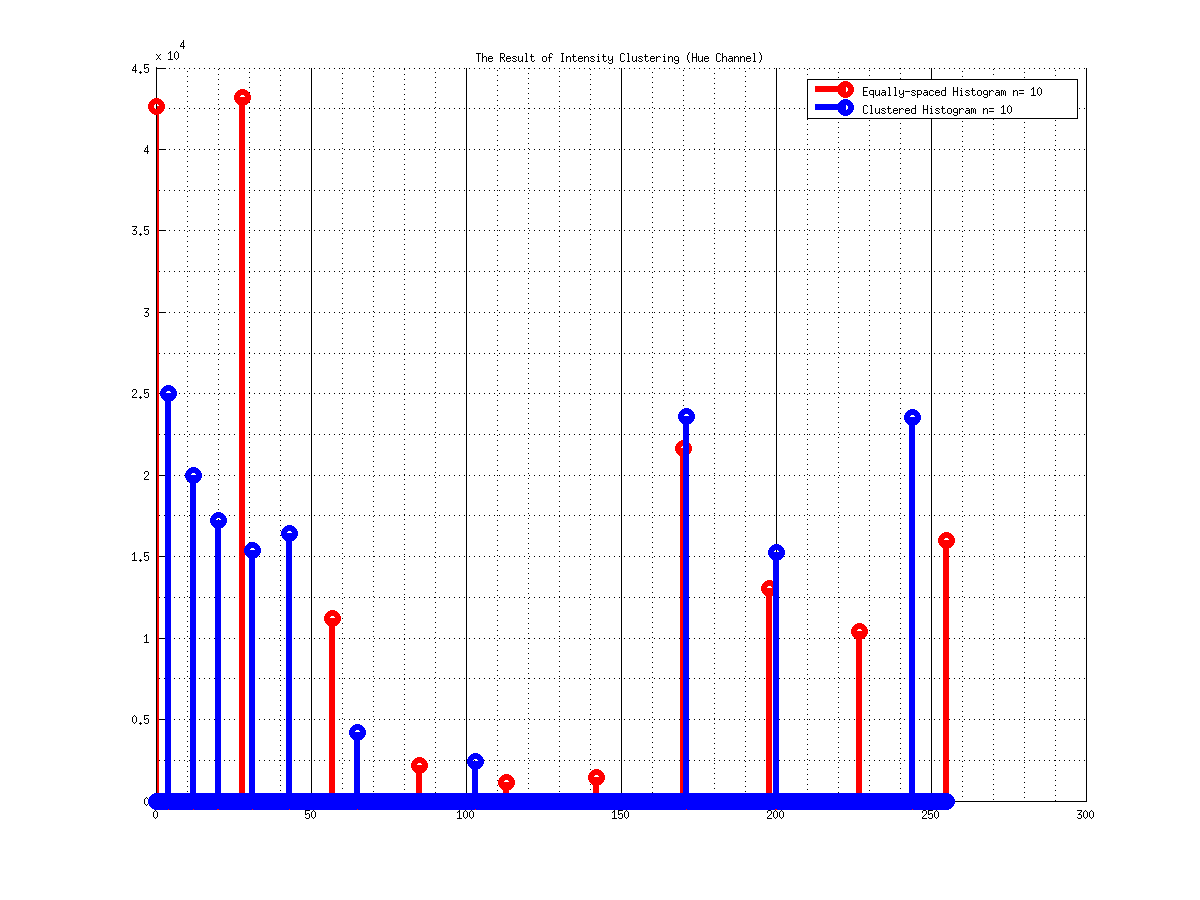 x 10^4
The Result of Intensity Clustering (Hue Channel)
4.5
Equally-spaced Histogram n= 10
Clustered Histogram n= 10
4
3.5
3
2.5
2
1.5
1
0.5
0
0 50 100 150 200 250 300